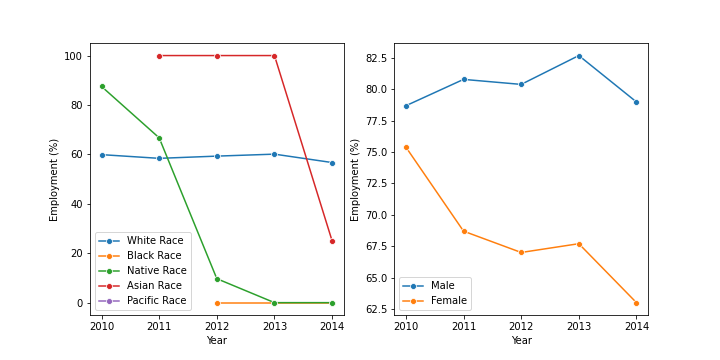 Employment (%)
100
80
60
40
20
0
White Race
Black Race
Native Race
Asian Race
Pacific Race
2010 2011 2012 2013 2014
Year
Employment (%)
82.5
80.0
77.5
75.0
72.5
70.0
67.5
65.0
62.5
Male
Female
2010 2011 2012 2013 2014
Year